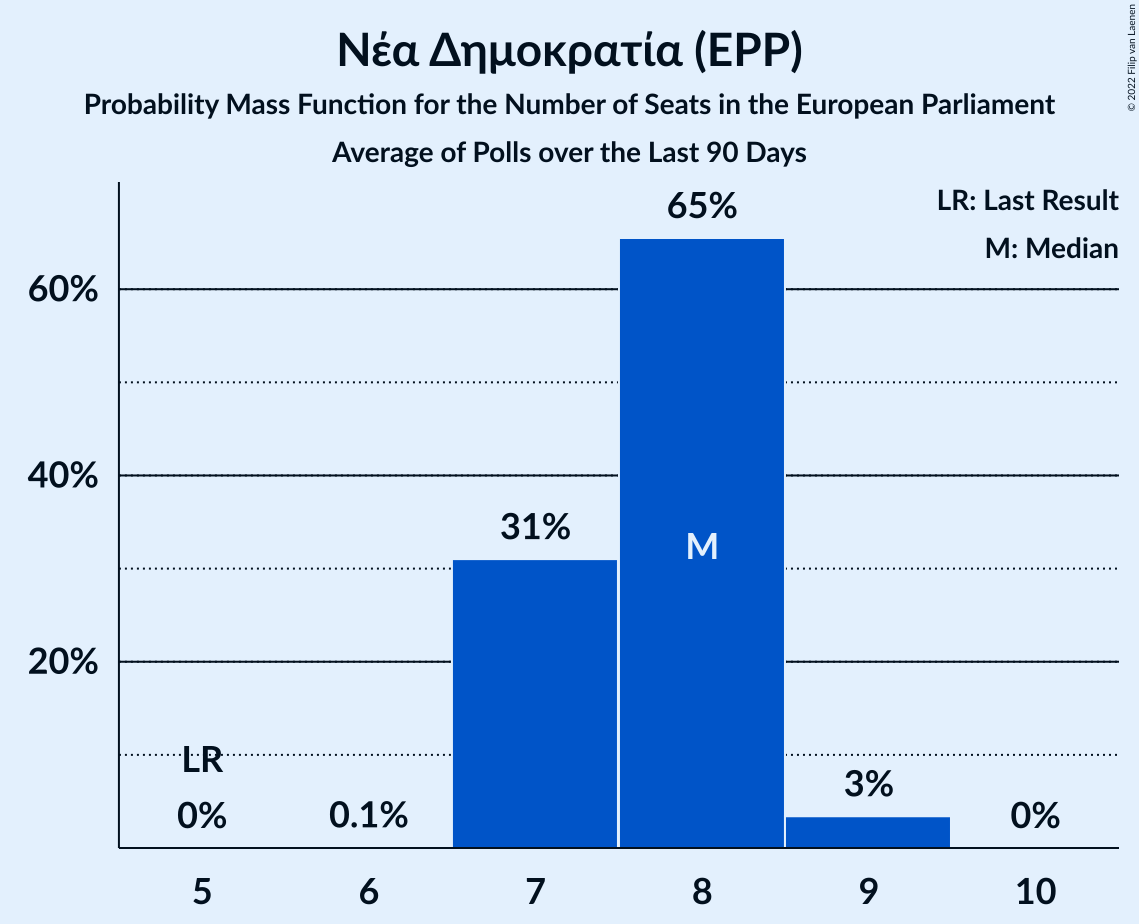 Νέα Δημοκρατία (EPP)
Probability Mass Function for the Number of Seats in the European Parliament
Average of Polls over the Last 90 Days
© 2022 Filip van Laenen
LR: Last Result
M: Median
65%
60%
40%
31%
M
20%
LR
0%
0.1%
3%
0%
5 6 7 8 9 10